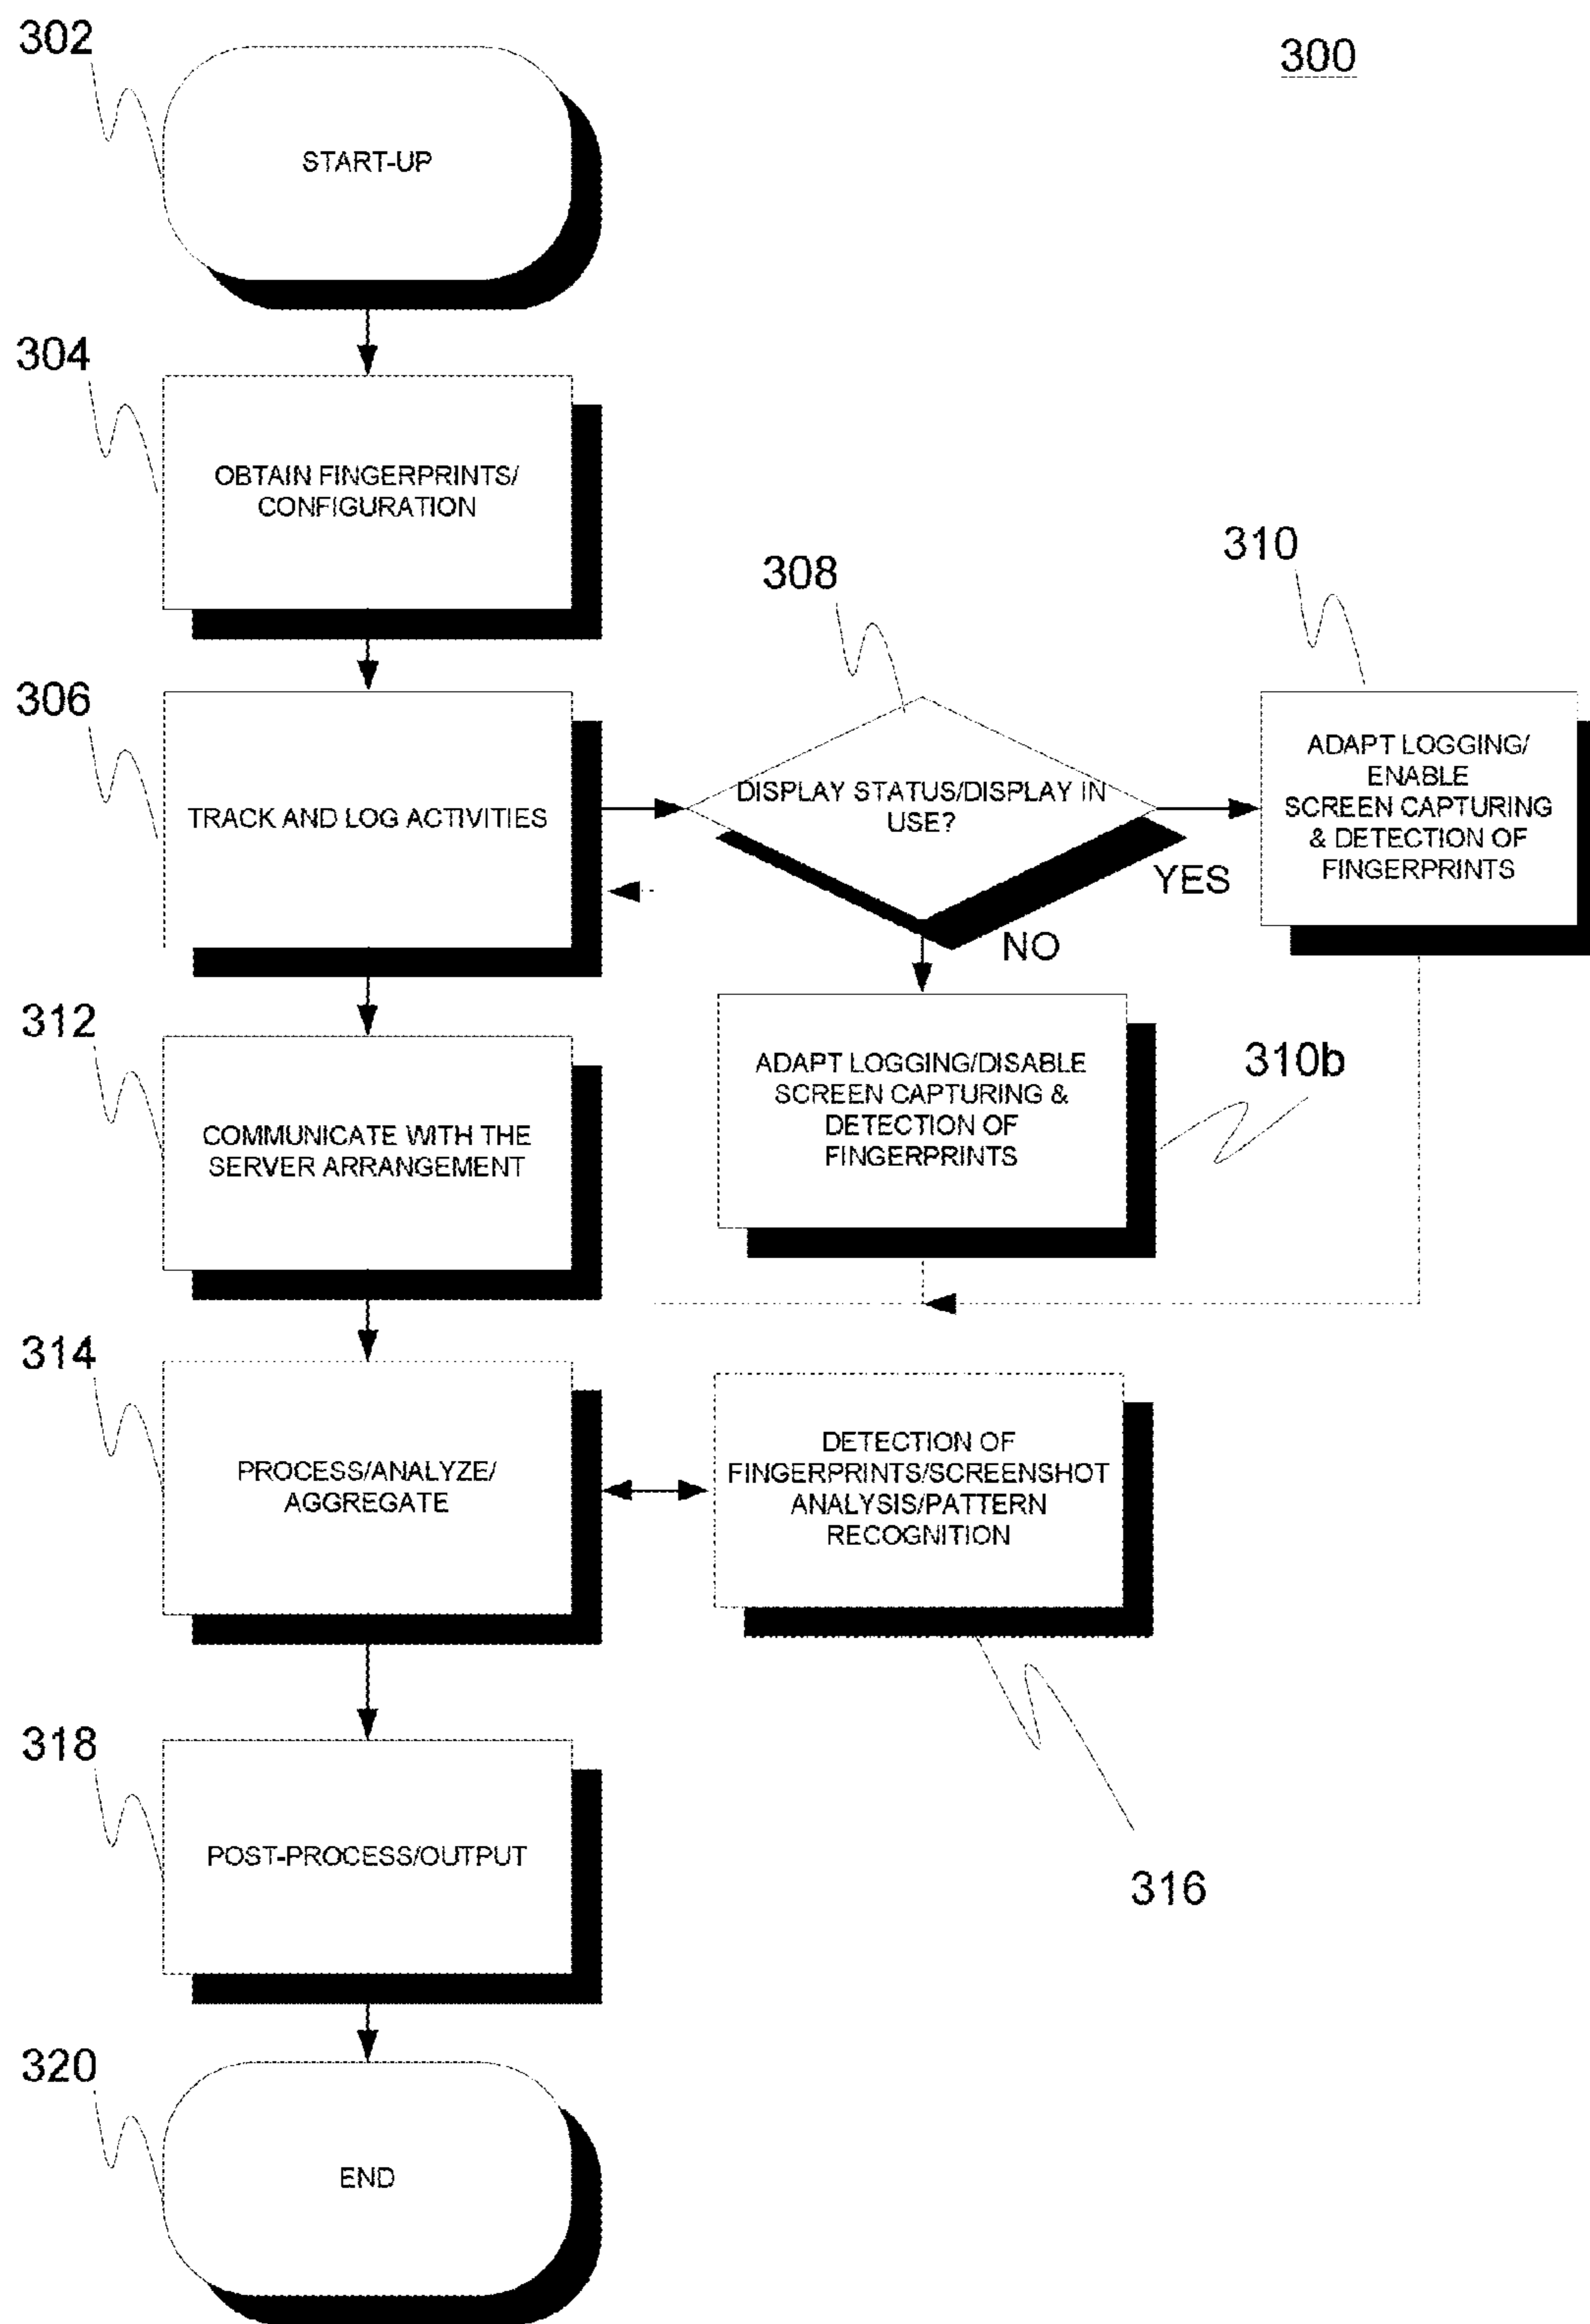 300
302
START-UP
304
OBTAIN FINGERPRINTS/
CONFIGURATION
306
TRACK AND LOG ACTIVITIES
308
DISPLAY STATUS/DISPLAY IN
USE?
YES
NO
310
ADAPT LOGGING/
ENABLE
SCREEN CAPTURING
& DETECTION OF
FINGERPRINTS
310b
ADAPT LOGGING/DISABLE
SCREEN CAPTURING &
DETECTION OF
FINGERPRINTS
312
COMMUNICATE WITH THE
SERVER ARRANGEMENT
314
PROCESS/ANALYZE/
AGGREGATE
DETECTION OF
FINGERPRINTS/SCREENSHOT
ANALYSIS/PATTERN
RECOGNITION
316
318
POST-PROCESS/OUTPUT
320
END